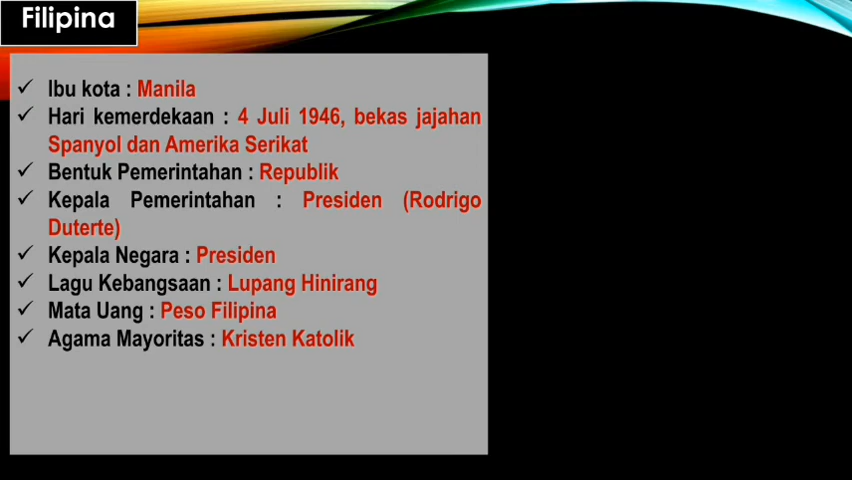 Filipina
✓ Ibu kota : Manila
✓ Hari kemerdekaan : 4 Juli 1946, bekas jajahan
Spanyol dan Amerika Serikat
✓ Bentuk Pemerintahan : Republik
✓ Kepala Pemerintahan : Presiden (Rodrigo
Duterte)
✓ Kepala Negara : Presiden
✓ Lagu Kebangsaan : Lupang Hinirang
✓ Mata Uang : Peso Filipina
✓ Agama Mayoritas : Kristen Katolik